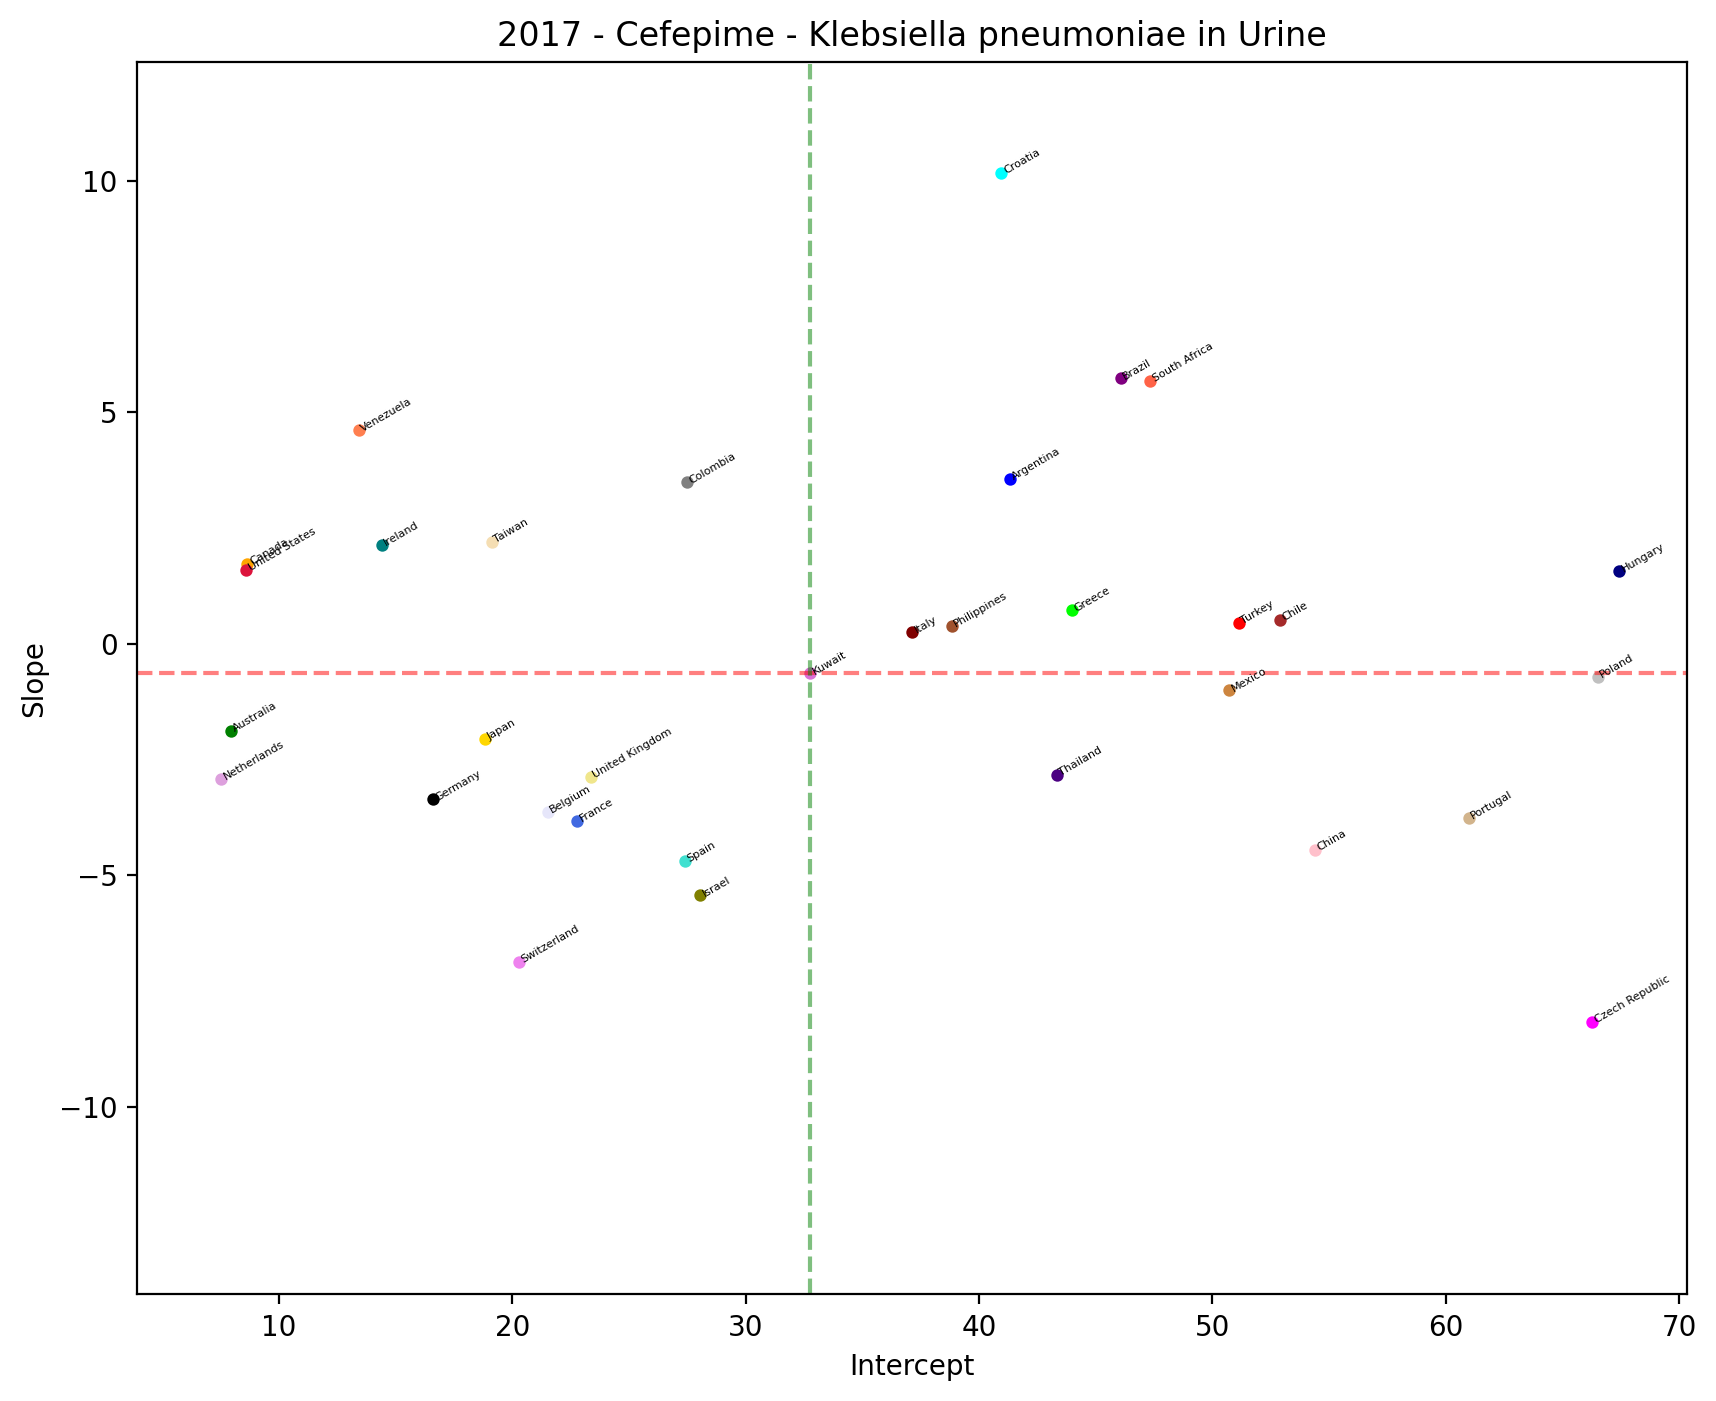 2017 - Cefepime - Klebsiella pneumoniae in Urine
Slope
10
5
0
−5
−10
Croatia
Brazil
South Africa
Venezuela
Colombia
Argentina
Taiwan
Ireland
Canada
United States
Hungary
Greece
Philippines
Italy
Turkey
Chile
Kuwait
Poland
Mexico
Australia
Japan
Netherlands
United Kingdom
Thailand
Germany
Belgium
France
Portugal
China
Spain
Israel
Switzerland
Czech Republic
10
20
30
40
50
60
70
Intercept